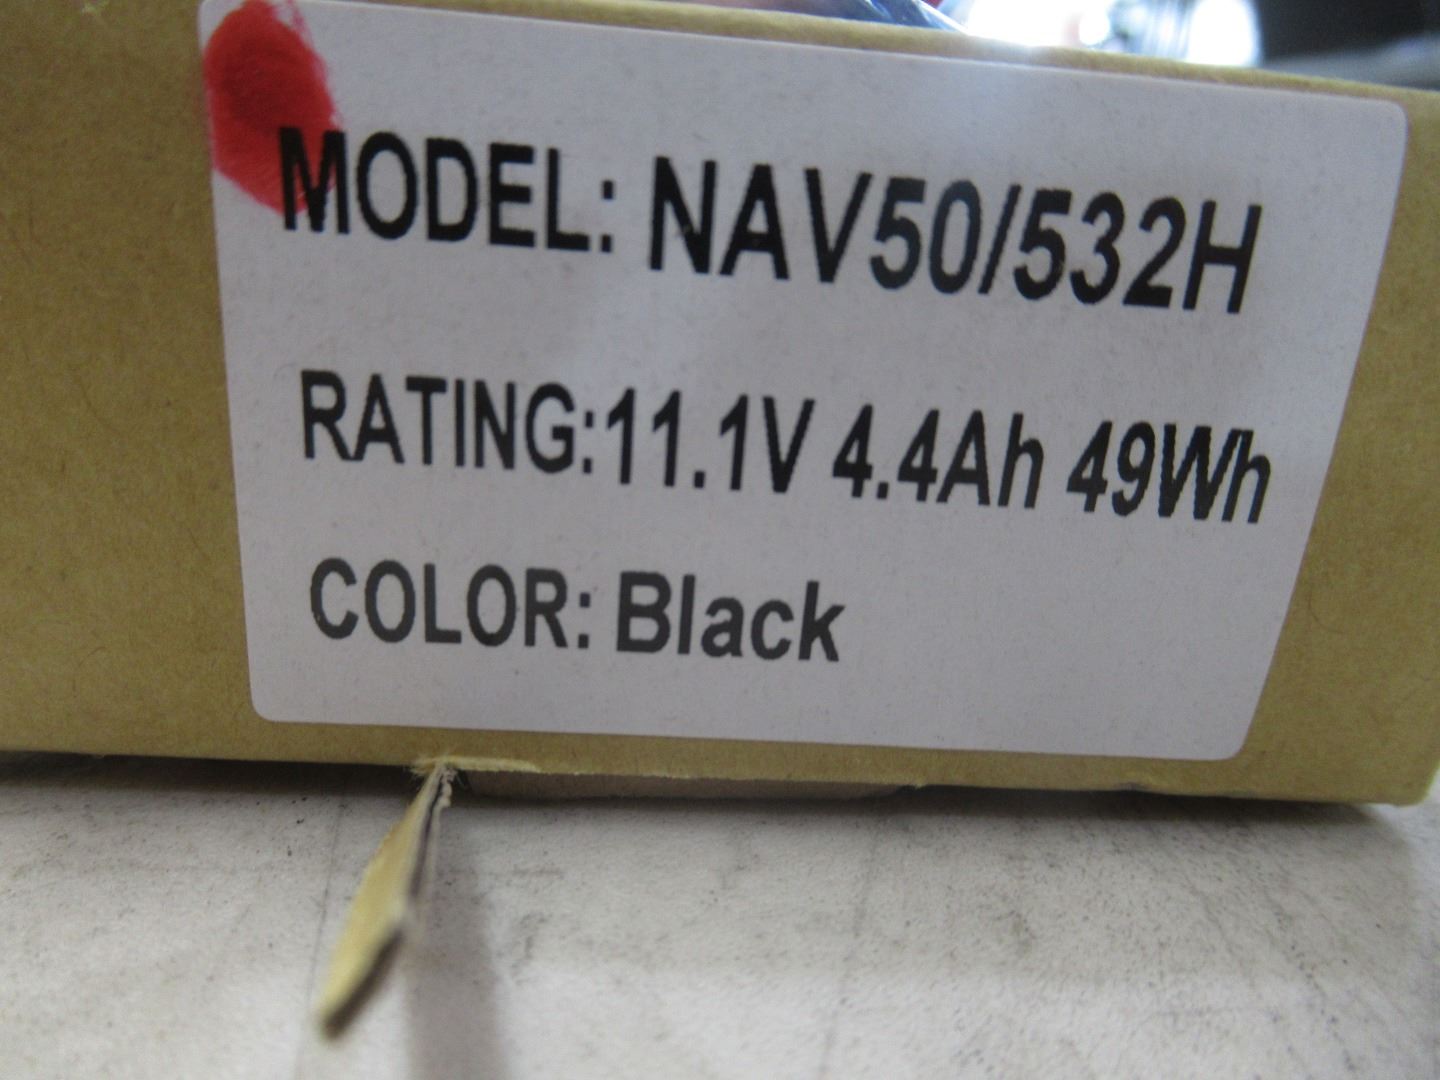 MODEL: NAV50/532H
RATING:11.1V 4.4Ah 49Wh
COLOR: Black